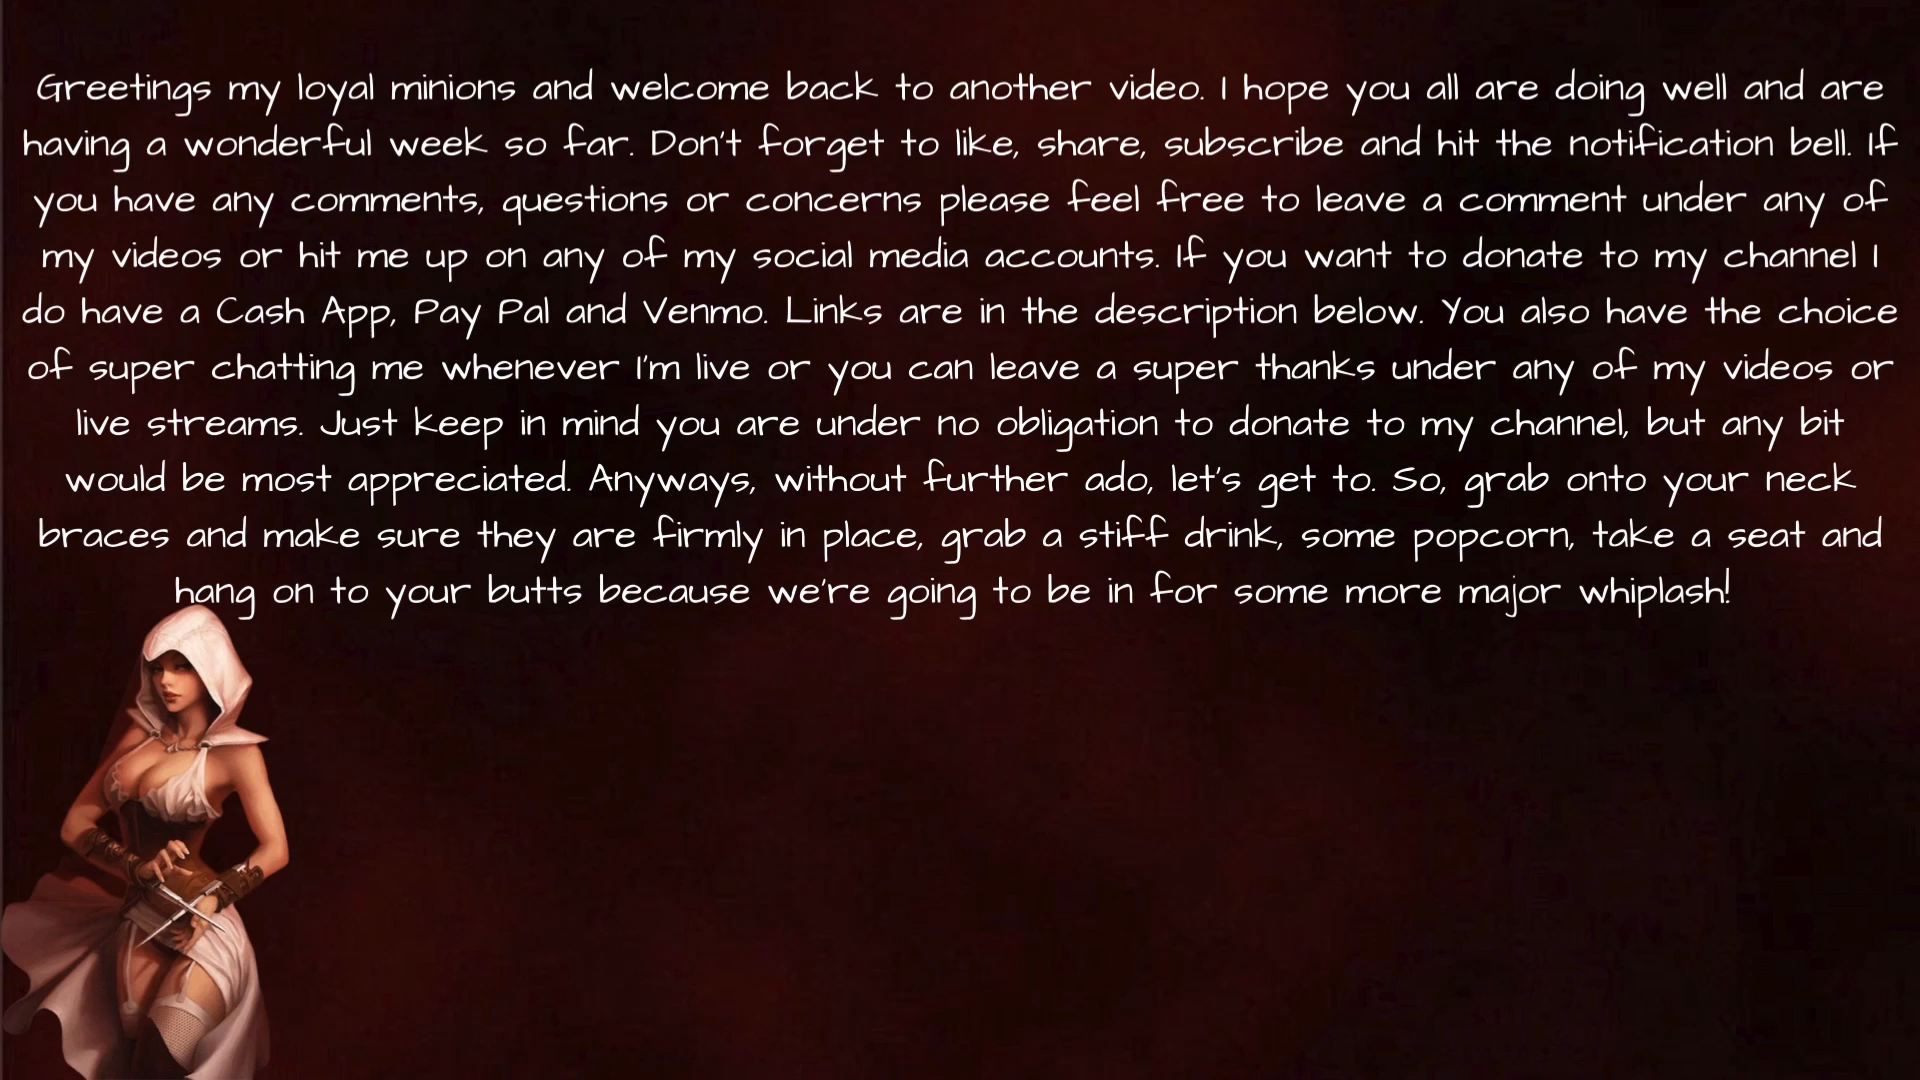 Greetings my loyal minions and welcome back to another video. I hope you all are doing well and are
having a wonderful week so far. Don't forget to like, share, subscribe and hit the notification bell. If
you have any comments, questions or concerns please feel free to leave a comment under any of
my videos or hit me up on any of my social media accounts. If you want to donate to my channel I
do have a Cash App, Pay Pal and Venmo. Links are in the description below. You also have the choice
of super chatting me whenever I'm live or you can leave a super thanks under any of my videos or
live streams. Just keep in mind you are under no obligation to donate to my channel, but any bit
would be most appreciated. Anyways, without further ado, let's get to. So, grab onto your neck
braces and make sure they are firmly in place, grab a stiff drink, some popcorn, take a seat and
hang on to your butts because we're going to be in for some more major whiplash!